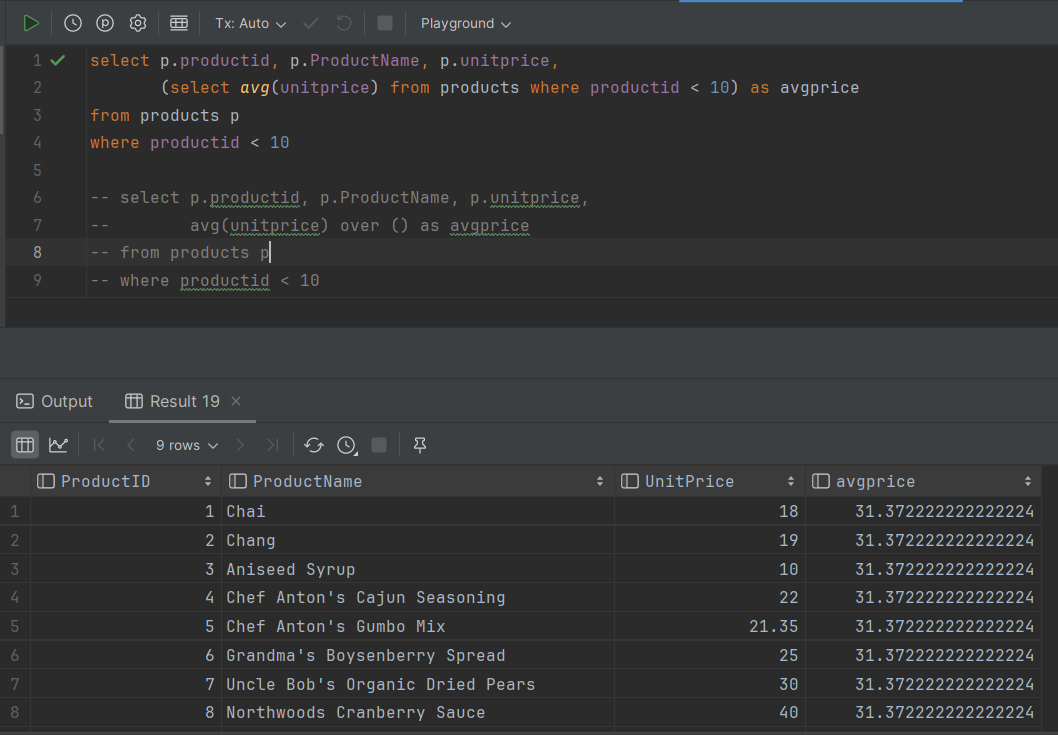 Tx: Auto Playground
1 select p.productid, p.ProductName, p.unitprice,
2 (select avg(unitprice) from products where productid < 10) as avgprice
3 from products p
4 where productid < 10
5
6 -- select p.productid, p.ProductName, p.unitprice,
7 -- avg(unitprice) over () as avgprice
8 -- from products p
9 -- where productid < 10
Output Result 19
9 rows
ProductID ProductName UnitPrice avgprice
1 1 Chai 18 31.372222222222224
2 2 Chang 19 31.372222222222224
3 3 Aniseed Syrup 10 31.372222222222224
4 4 Chef Anton's Cajun Seasoning 22 31.372222222222224
5 5 Chef Anton's Gumbo Mix 21.35 31.372222222222224
6 6 Grandma's Boysenberry Spread 25 31.372222222222224
7 7 Uncle Bob's Organic Dried Pears 30 31.372222222222224
8 8 Northwoods Cranberry Sauce 40 31.372222222222224